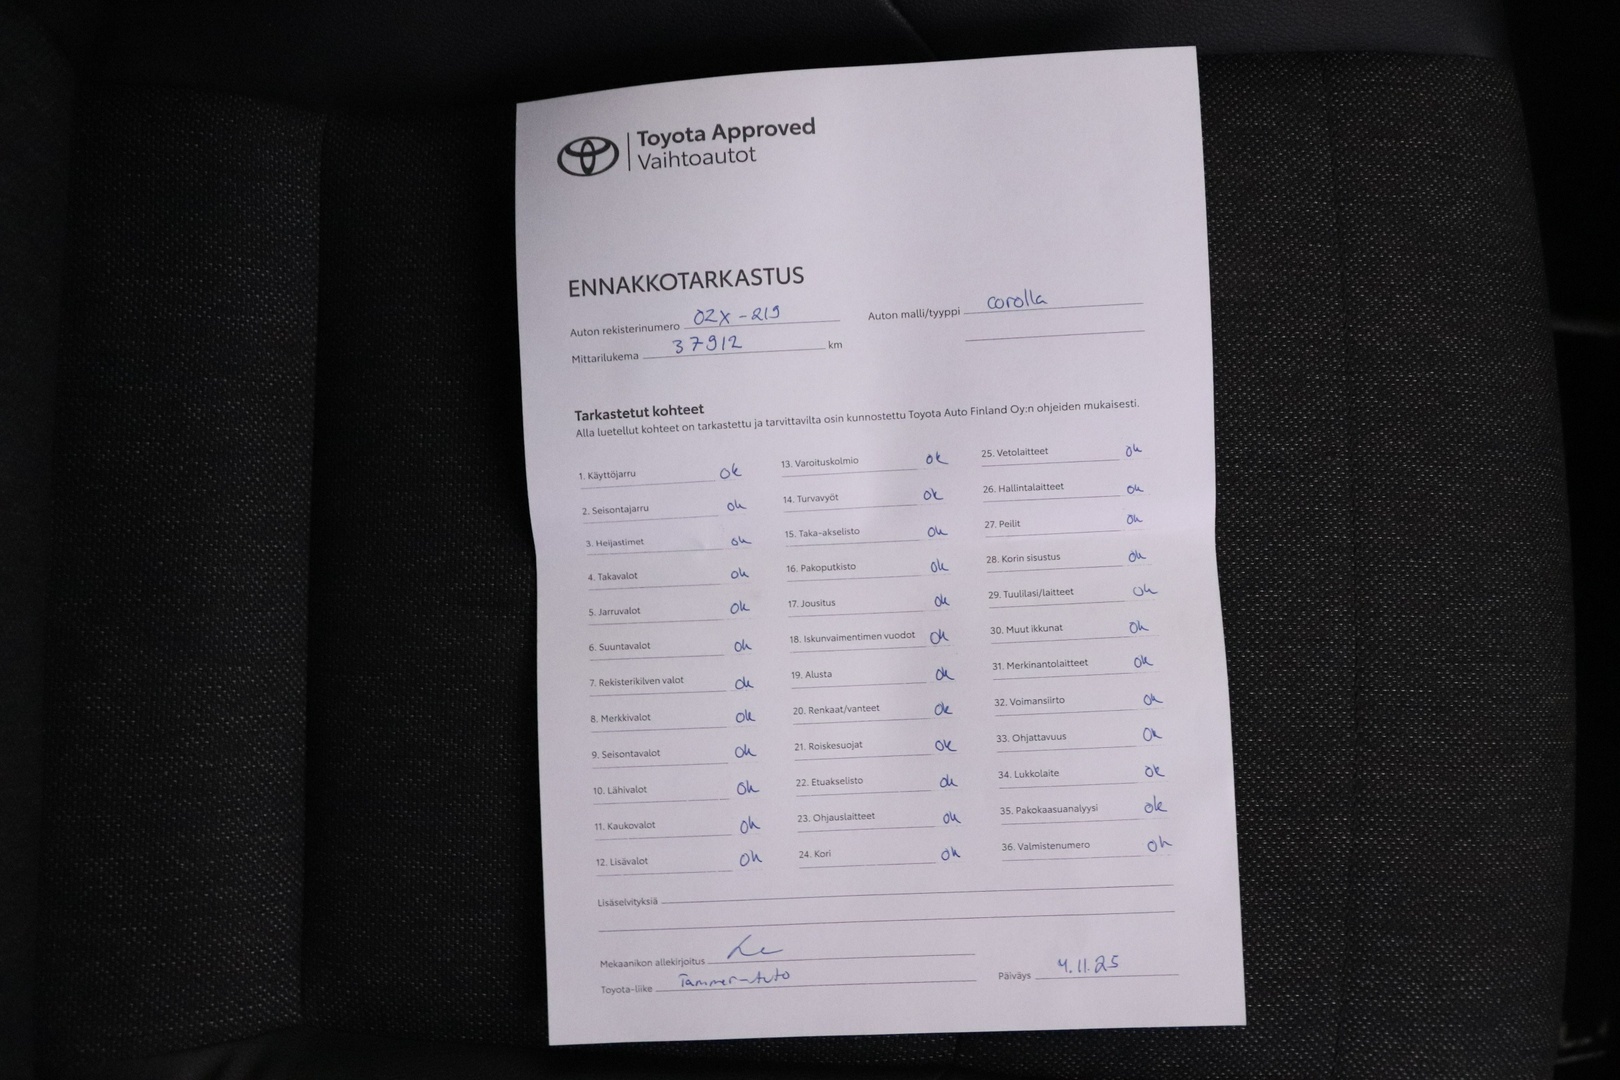 Toyota Approved
Vaihtoautot
ENNAKKOTARKASTUS
Auton rekisterinumero OZX-219
Auton malli/tyyppi corolla
Mittarilukema 37912 km
Tarkastetut kohteet
Alla luetellut kohteet on tarkastettu ja tarvittavilta osin kunnostettu Toyota Auto Finland Oy:n ohjeiden mukaisesti.
1. Käyttöjarru ok
2. Seisontajarru ok
3. Heijastimet ok
4. Takavalot ok
5. Jarruvalot ok
6. Suuntavalot ok
7. Rekisterikilven valot ok
8. Merkkivalot ok
9. Seisontavalot ok
10. Lähivalot ok
11. Kaukovalot ok
12. Lisävalot ok
13. Varoituskolmio ok
14. Turvavyöt ok
15. Taka-akselisto ok
16. Pakoputkisto ok
17. Jousitus ok
18. Iskunvaimentimen vuodot ok
19. Alusta ok
20. Renkaat/vanteet ok
21. Roiskesuojat ok
22. Etuakselisto ok
23. Ohjauslaitteet ok
24. Kori ok
25. Vetolaitteet ok
26. Hallintalaitteet ok
27. Peilit ok
28. Korin sisustus ok
29. Tuulilasi/laitteet ok
30. Muut ikkunat ok
31. Merkinantolaitteet ok
32. Voimansiirto ok
33. Ohjattavuus ok
34. Lukkolaite ok
35. Pakokaasuanalyysi ok
36. Valmistenumero ok
Lisäselvityksiä
Mekaanikon allekirjoitus
Toyota-liike Tammer-Auto
Päiväys 4.11.25